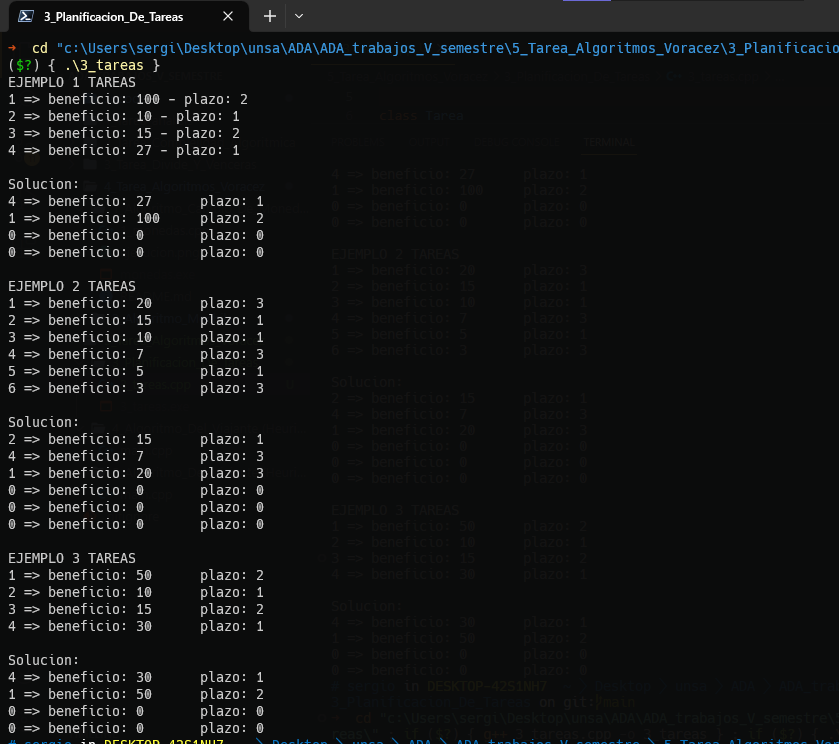 3_Planificacion_De_Tareas
→ cd "c:\Users\sergi\Desktop\unsa\ADA\ADA_trabajos_V_semestre\5_Tarea_Algoritmos_Voracez\3_Planificacio
($?) { .\3_tareas }
EJEMPLO 1 TAREAS
1 => beneficio: 100 - plazo: 2
2 => beneficio: 10 - plazo: 1
3 => beneficio: 15 - plazo: 2
4 => beneficio: 27 - plazo: 1
Solucion:
4 => beneficio: 27 plazo: 1
1 => beneficio: 100 plazo: 2
0 => beneficio: 0 plazo: 0
0 => beneficio: 0 plazo: 0
EJEMPLO 2 TAREAS
1 => beneficio: 20 plazo: 3
2 => beneficio: 15 plazo: 1
3 => beneficio: 10 plazo: 1
4 => beneficio: 7 plazo: 3
5 => beneficio: 5 plazo: 1
6 => beneficio: 3 plazo: 3
Solucion:
2 => beneficio: 15 plazo: 1
4 => beneficio: 7 plazo: 3
1 => beneficio: 20 plazo: 3
0 => beneficio: 0 plazo: 0
0 => beneficio: 0 plazo: 0
0 => beneficio: 0 plazo: 0
EJEMPLO 3 TAREAS
1 => beneficio: 50 plazo: 2
2 => beneficio: 10 plazo: 1
3 => beneficio: 15 plazo: 2
4 => beneficio: 30 plazo: 1
Solucion:
4 => beneficio: 30 plazo: 1
1 => beneficio: 50 plazo: 2
0 => beneficio: 0 plazo: 0
0 => beneficio: 0 plazo: 0
# sergio in DESKTOP-42S1NH7 \ Desktop \ unsa \ ADA \ ADA_trabajos_V_semestre \ 5_Tarea_Algoritmos_Vo